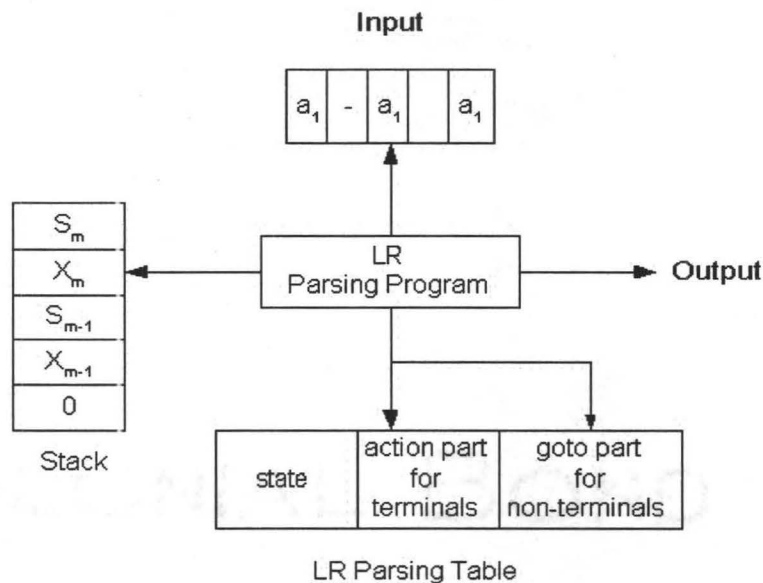 Input
a₁ - a₁ a₁
Sₘ
Xₘ
Sₘ₋₁
Xₘ₋₁
0
Stack
LR
Parsing Program
Output
state
action part
for
terminals
goto part
for
non-terminals
LR Parsing Table